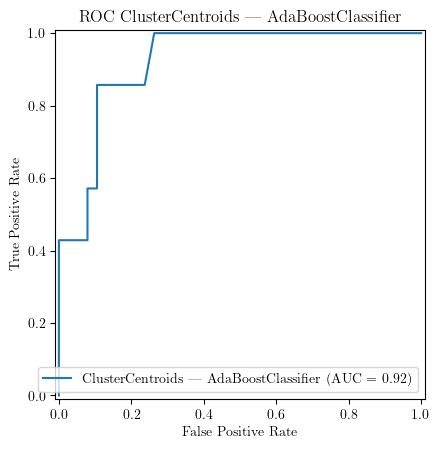 ROC ClusterCentroids — AdaBoostClassifier
True Positive Rate
1.0
0.8
0.6
0.4
0.2
0.0
ClusterCentroids — AdaBoostClassifier (AUC = 0.92)
0.0 0.2 0.4 0.6 0.8 1.0
False Positive Rate